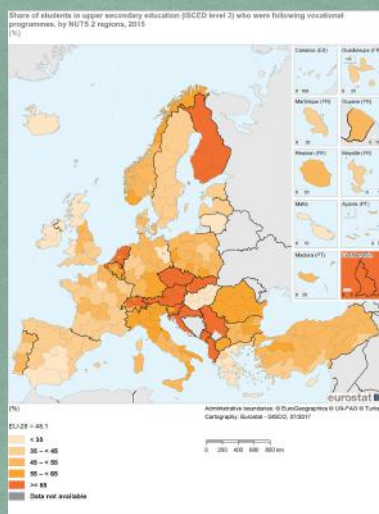 Share of students in upper secondary education (ISCED level 3) who were following vocational
programmes, by NUTS 2 regions, 2015
(%)
Canarias (ES)
Guadeloupe (FR)
Martinique (FR)
Guyane (FR)
Réunion (FR)
Mayotte (FR)
Malta
Açores (PT)
Madeira (PT)
Liechtenstein
eurostat
(%)
Administrative boundaries: © EuroGeographics © UN-FAO © Turkstat
Cartography: Eurostat - GISCO, 07/2017
EU-28 = 48.1
0 200 400 600 800 km
< 35
35 – < 45
45 – < 55
55 – < 65
>= 65
Data not available